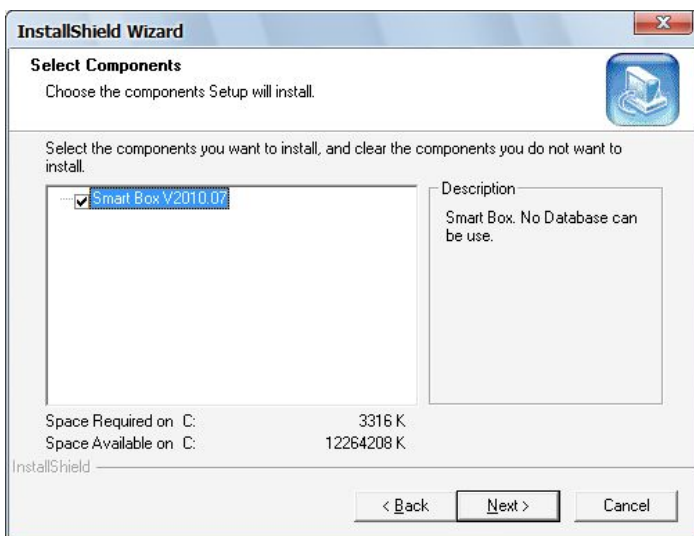 InstallShield Wizard
Select Components
Choose the components Setup will install.
Select the components you want to install, and clear the components you do not want to
install.
Smart Box V2010.07
Description
Smart Box. No Database can
be use.
Space Required on C: 3316 K
Space Available on C: 12264208 K
InstallShield
< Back Next > Cancel